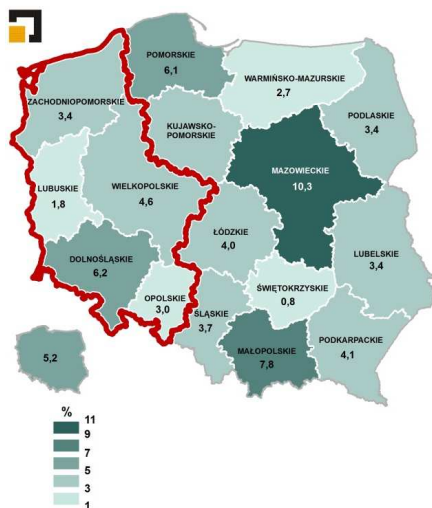 POMORSKIE
6,1
WARMIŃSKO-MAZURSKIE
2,7
ZACHODNIOPOMORSKIE
3,4
PODLASKIE
3,4
KUJAWSKO-
POMORSKIE
MAZOWIECKIE
10,3
LUBUSKIE
1,8
WIELKOPOLSKIE
4,6
ŁÓDZKIE
4,0
LUBELSKIE
3,4
DOLNOŚLĄSKIE
6,2
OPOLSKIE
3,0
ŚLĄSKIE
3,7
ŚWIĘTOKRZYSKIE
0,8
MAŁOPOLSKIE
7,8
PODKARPACKIE
4,1
5,2
%
11
9
7
5
3
1